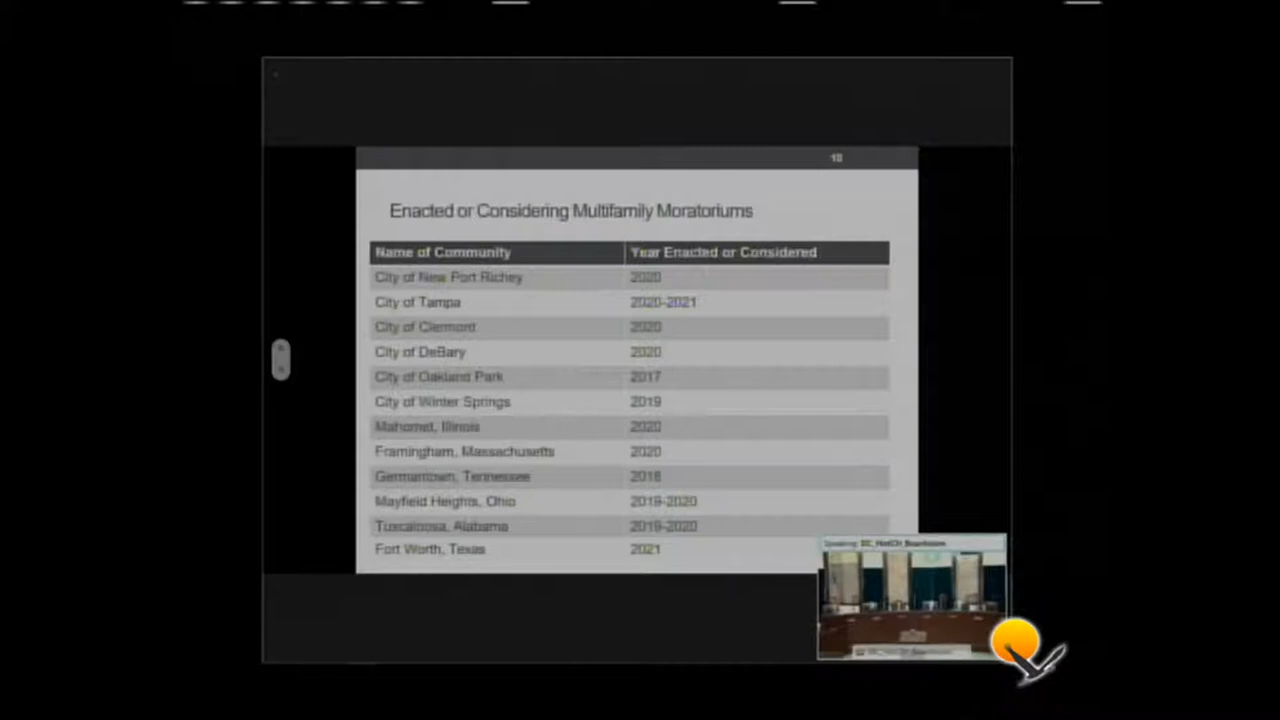 Enacted or Considering Multifamily Moratoriums
Name of Community Year Enacted or Considered
City of New Port Richey 2020
City of Tampa 2020-2021
City of Clermont 2020
City of DeBary 2020
City of Oakland Park 2017
City of Winter Springs 2019
Mahomet, Illinois 2020
Framingham, Massachusetts 2020
Germantown, Tennessee
Mayfield Heights, Ohio 2019-2020
Tuscaloosa, Alabama 2019-2020
Fort Worth, Texas 2021
Speaking: